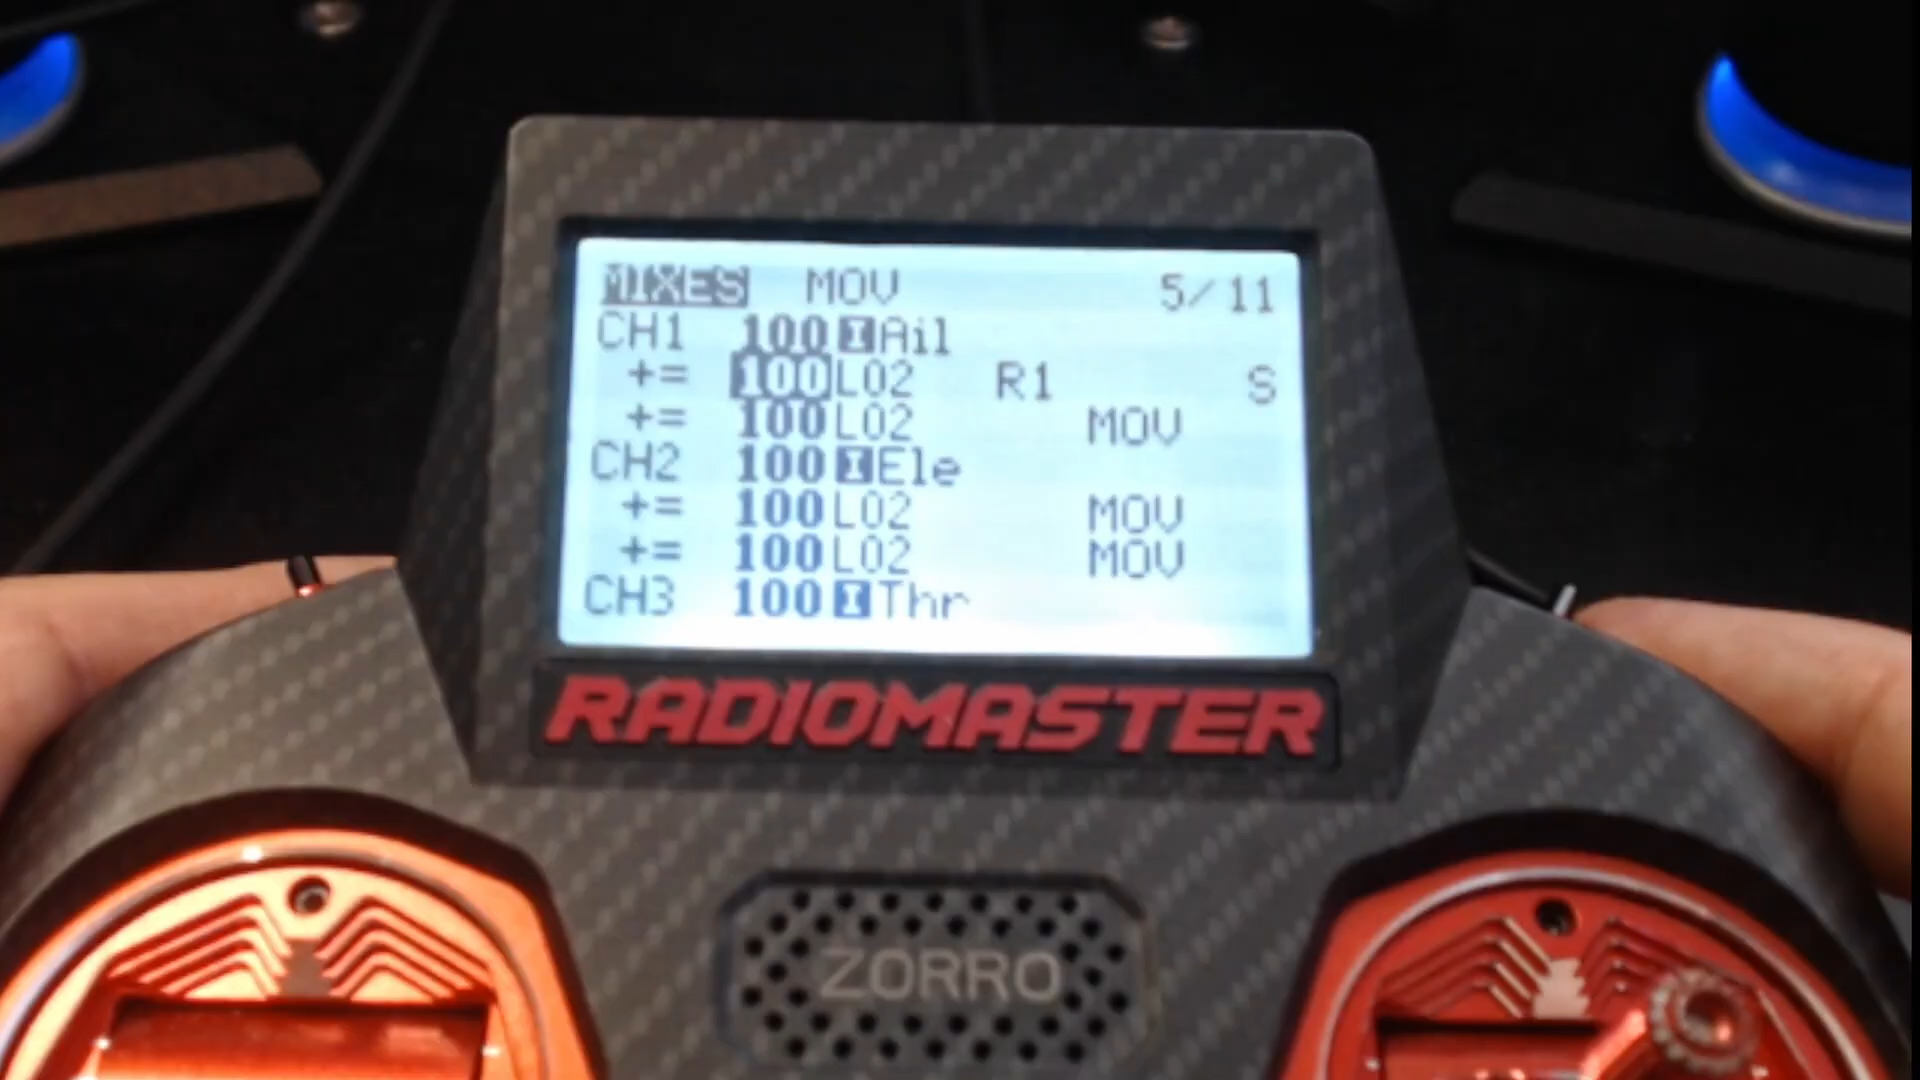 MIXES MOV 5/11
CH1 100 I Ail
+= 100 L02 R1 S
+= 100 L02 MOV
CH2 100 I Ele
+= 100 L02 MOV
+= 100 L02 MOV
CH3 100 I Thr
RADIOMASTER
ZORRO